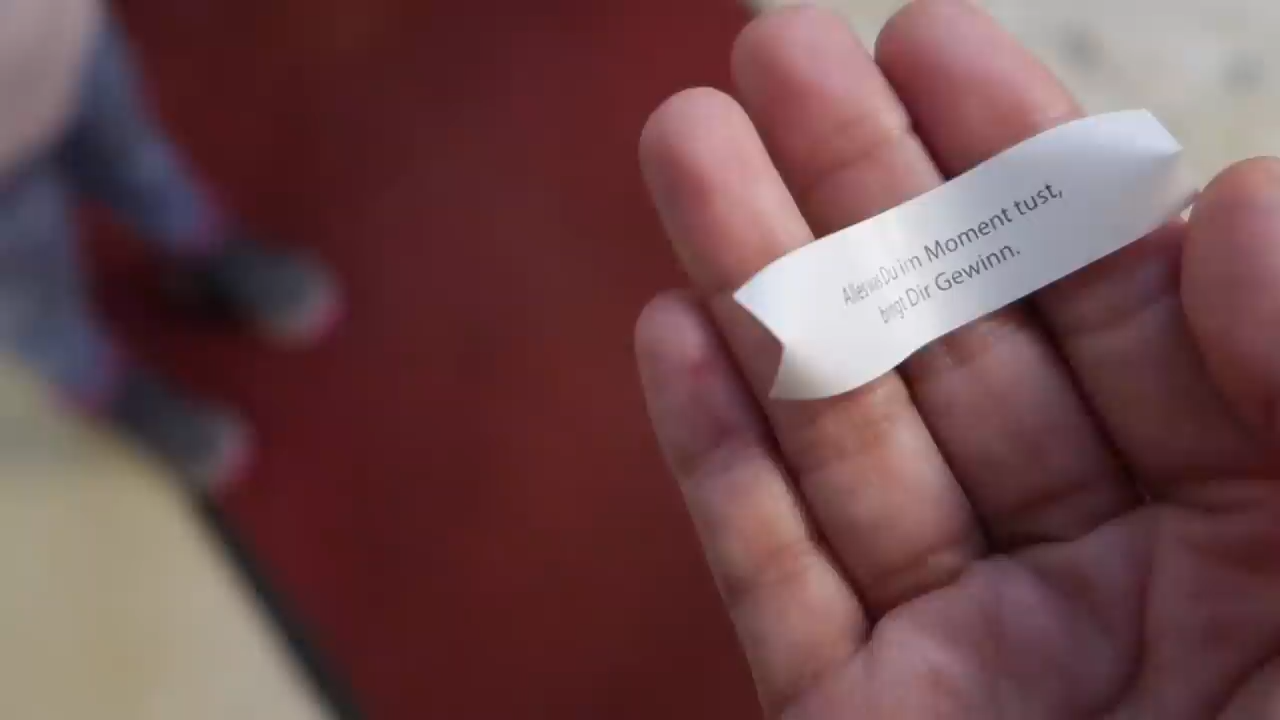 Alles was Du im Moment tust,
bringt Dir Gewinn.